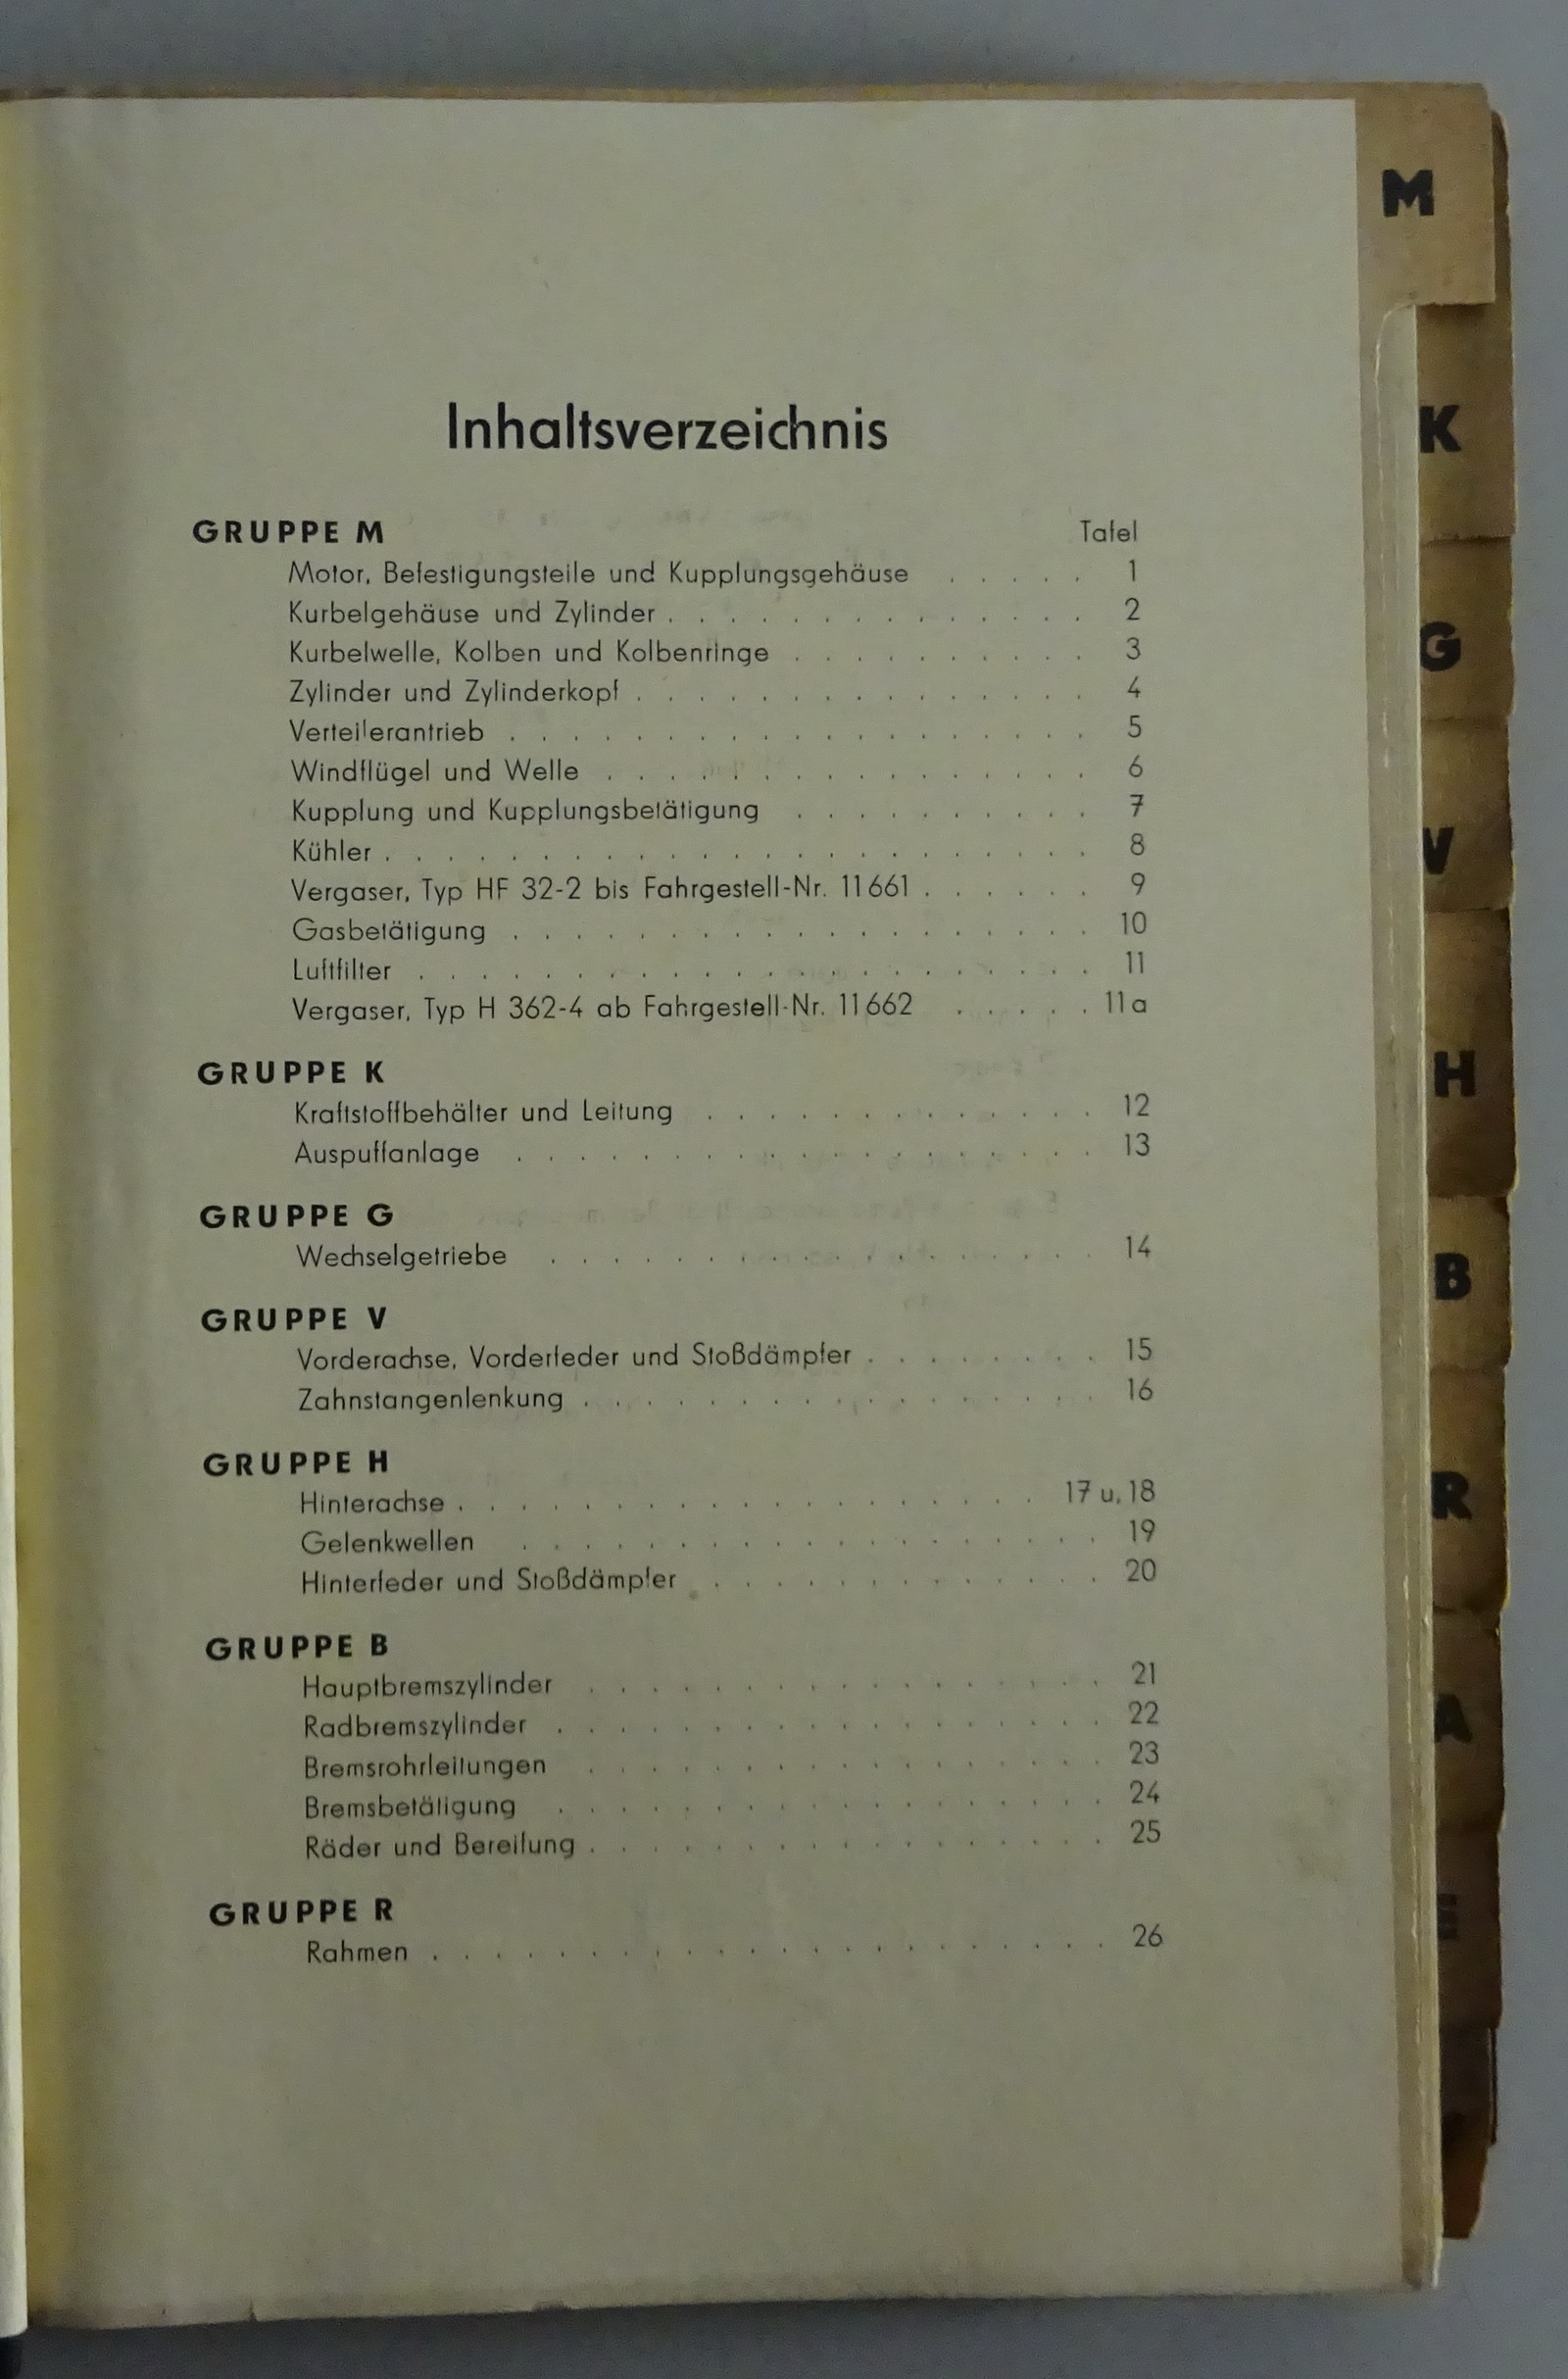 Inhaltsverzeichnis
GRUPPE M Tafel
Motor, Befestigungsteile und Kupplungsgehäuse . . . . . 1
Kurbelgehäuse und Zylinder . . . . . . . . . . . . . . 2
Kurbelwelle, Kolben und Kolbenringe . . . . . . . . . . 3
Zylinder und Zylinderkopf . . . . . . . . . . . . . . . 4
Verteilerantrieb . . . . . . . . . . . . . . . . . . . 5
Windflügel und Welle . . . . . . . . . . . . . . . . 6
Kupplung und Kupplungsbetätigung . . . . . . . . . . 7
Kühler . . . . . . . . . . . . . . . . . . . . . . . 8
Vergaser, Typ HF 32-2 bis Fahrgestell-Nr. 11661 . . . . . . 9
Gasbetätigung . . . . . . . . . . . . . . . . . . . 10
Luftfilter . . . . . . . . . . . . . . . . . . . . . . 11
Vergaser, Typ H 362-4 ab Fahrgestell-Nr. 11662 . . . . . 11a
GRUPPE K
Kraftstoffbehälter und Leitung . . . . . . . . . . . . . 12
Auspuffanlage . . . . . . . . . . . . . . . . . . . 13
GRUPPE G
Wechselgetriebe . . . . . . . . . . . . . . . . . . 14
GRUPPE V
Vorderachse, Vorderfeder und Stoßdämpfer . . . . . . . . 15
Zahnstangenlenkung . . . . . . . . . . . . . . . . . 16
GRUPPE H
Hinterachse . . . . . . . . . . . . . . . . . . . 17 u. 18
Gelenkwellen . . . . . . . . . . . . . . . . . . . 19
Hinterfeder und Stoßdämpfer . . . . . . . . . . . . . 20
GRUPPE B
Hauptbremszylinder . . . . . . . . . . . . . . . . . 21
Radbremszylinder . . . . . . . . . . . . . . . . . . 22
Bremsrohrleitungen . . . . . . . . . . . . . . . . . 23
Bremsbetätigung . . . . . . . . . . . . . . . . . . 24
Räder und Bereifung . . . . . . . . . . . . . . . . . 25
GRUPPE R
Rahmen . . . . . . . . . . . . . . . . . . . . . . 26
M
K
G
V
H
B
R
A
E